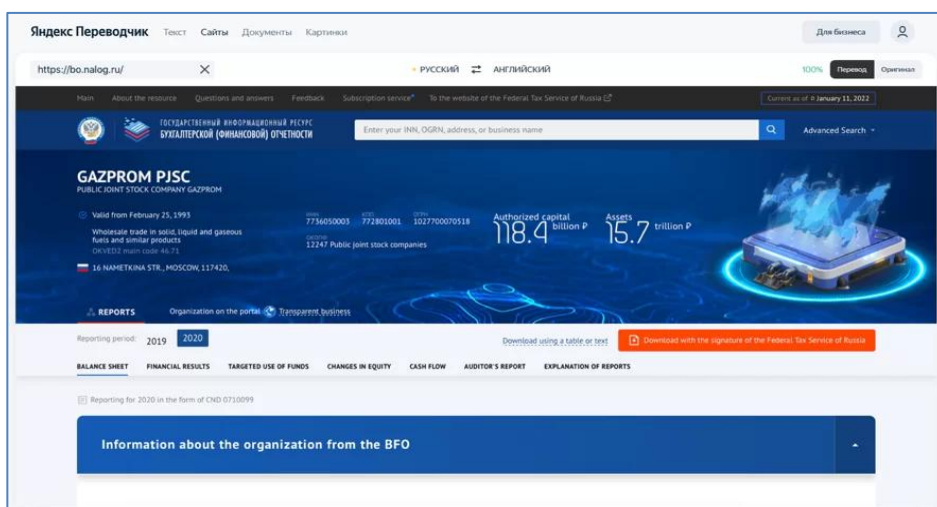 Яндекс Переводчик Текст Сайты Документы Картинки Для бизнеса
https://bo.nalog.ru/ РУССКИЙ АНГЛИЙСКИЙ 100% Перевод Оригинал
Main About the resource Questions and answers Feedback Subscription service To the website of the Federal Tax Service of Russia Current as of January 11, 2022
ГОСУДАРСТВЕННЫЙ ИНФОРМАЦИОННЫЙ РЕСУРС
БУХГАЛТЕРСКОЙ (ФИНАНСОВОЙ) ОТЧЕТНОСТИ
Enter your INN, OGRN, address, or business name Advanced Search
GAZPROM PJSC
PUBLIC JOINT STOCK COMPANY GAZPROM
Valid from February 25, 1993
Wholesale trade in solid, liquid and gaseous
fuels and similar products
OKVED2 main code 46.71
16 NAMETKINA STR., MOSCOW, 117420,
7736050003 772801001 1027700070518
12247 Public joint stock companies
Authorized capital
118.4 billion ₽
Assets
15.7 trillion ₽
REPORTS Organization on the portal Transparent business
Reporting period: 2019 2020 Download using a table or text Download with the signature of the Federal Tax Service of Russia
BALANCE SHEET FINANCIAL RESULTS TARGETED USE OF FUNDS CHANGES IN EQUITY CASH FLOW AUDITOR'S REPORT EXPLANATION OF REPORTS
Reporting for 2020 in the form of CND 0710099
Information about the organization from the BFO